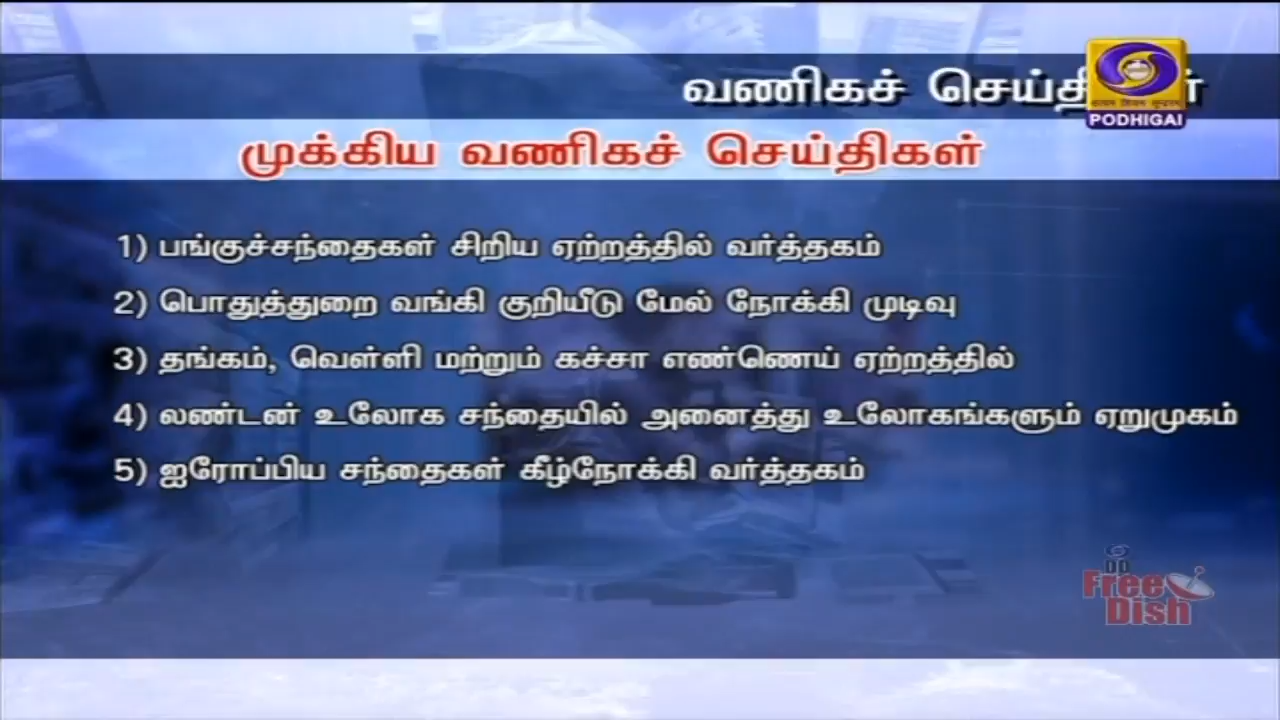 வணிகச் செய்திகள்
PODHIGAI
முக்கிய வணிகச் செய்திகள்
1) பங்குச்சந்தைகள் சிறிய ஏற்றத்தில் வர்த்தகம்
2) பொதுத்துறை வங்கி குறியீடு மேல் நோக்கி முடிவு
3) தங்கம், வெள்ளி மற்றும் கச்சா எண்ணெய் ஏற்றத்தில்
4) லண்டன் உலோக சந்தையில் அனைத்து உலோகங்களும் ஏறுமுகம்
5) ஐரோப்பிய சந்தைகள் கீழ்நோக்கி வர்த்தகம்
DD
Free
Dish